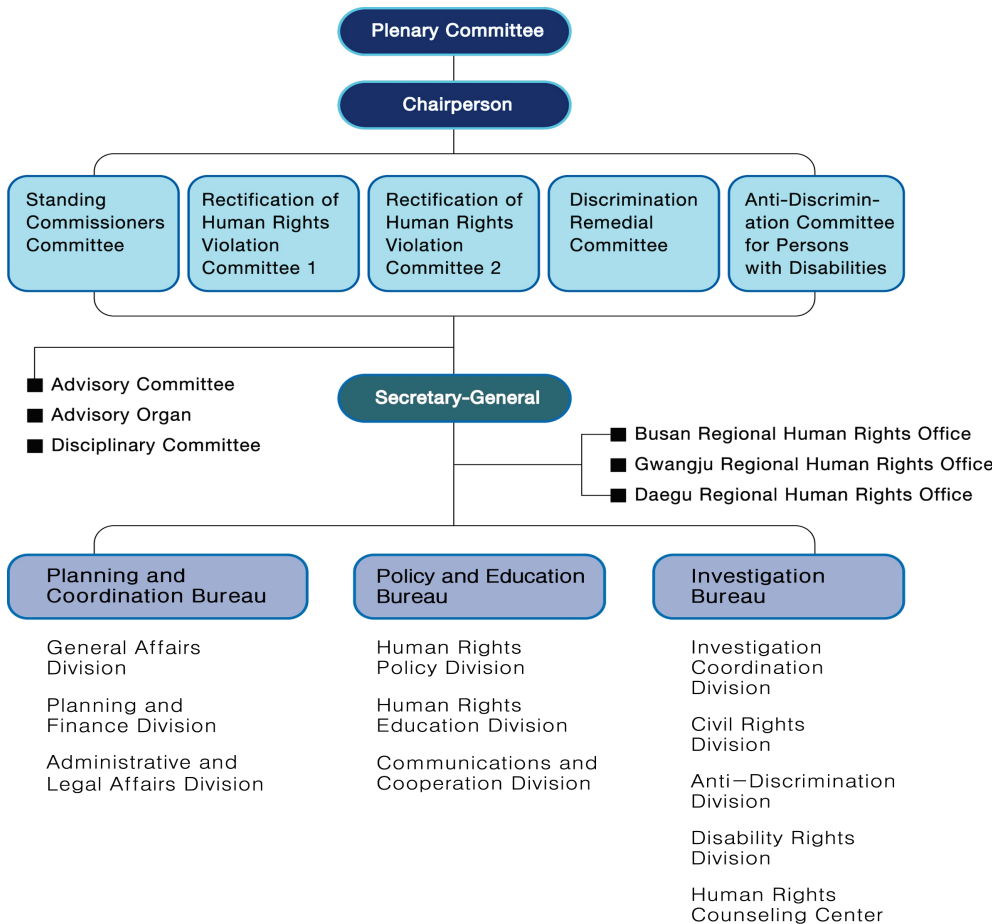 Plenary Committee
Chairperson
Standing
Commissioners
Committee
Rectification of
Human Rights
Violation
Committee 1
Rectification of
Human Rights
Violation
Committee 2
Discrimination
Remedial
Committee
Anti-Discrimin-
ation Committee
for Persons
with Disabilities
■ Advisory Committee
■ Advisory Organ
■ Disciplinary Committee
Secretary-General
■ Busan Regional Human Rights Office
■ Gwangju Regional Human Rights Office
■ Daegu Regional Human Rights Office
Planning and
Coordination Bureau
General Affairs
Division
Planning and
Finance Division
Administrative and
Legal Affairs Division
Policy and Education
Bureau
Human Rights
Policy Division
Human Rights
Education Division
Communications and
Cooperation Division
Investigation
Bureau
Investigation
Coordination
Division
Civil Rights
Division
Anti−Discrimination
Division
Disability Rights
Division
Human Rights
Counseling Center